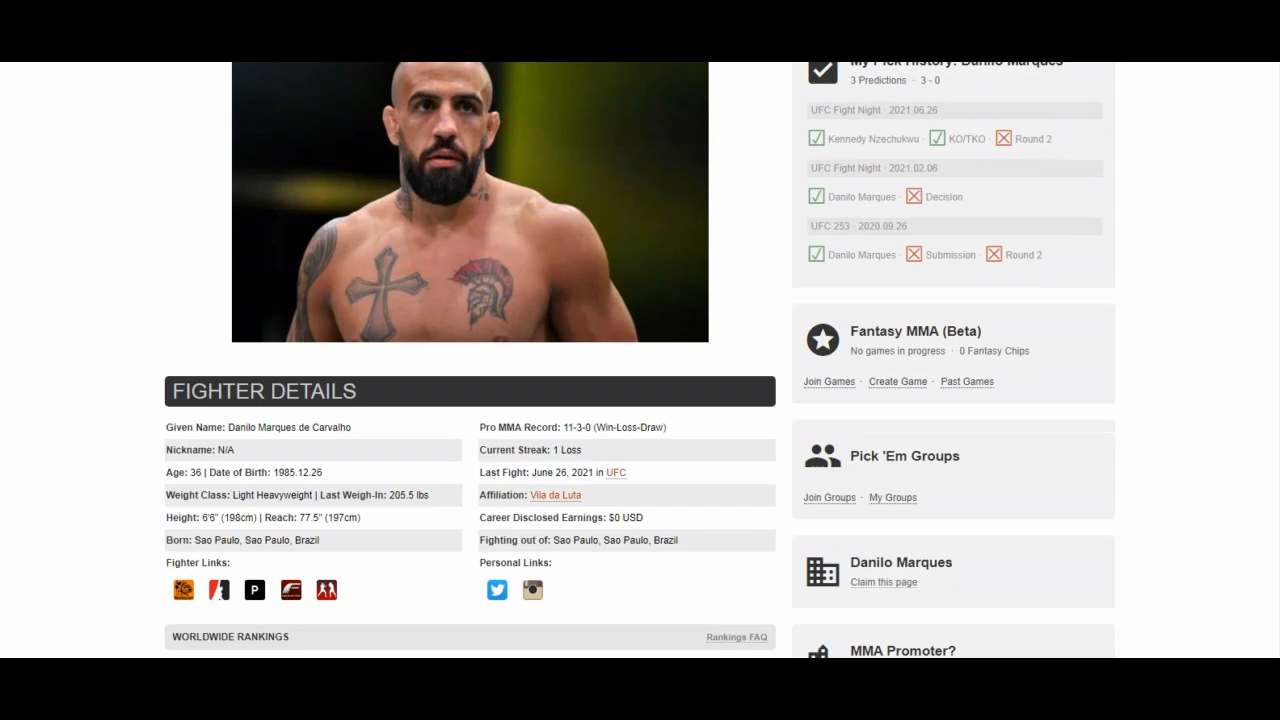 FIGHTER DETAILS
Given Name: Danilo Marques de Carvalho
Nickname: N/A
Age: 36 | Date of Birth: 1985.12.26
Weight Class: Light Heavyweight | Last Weigh-In: 205.5 lbs
Height: 6'6" (198cm) | Reach: 77.5" (197cm)
Born: Sao Paulo, Sao Paulo, Brazil
Fighter Links:
P
Pro MMA Record: 11-3-0 (Win-Loss-Draw)
Current Streak: 1 Loss
Last Fight: June 26, 2021 in UFC
Affiliation: Vila da Luta
Career Disclosed Earnings: $0 USD
Fighting out of: Sao Paulo, Sao Paulo, Brazil
Personal Links:
WORLDWIDE RANKINGS
Rankings FAQ
My Pick History: Danilo Marques
3 Predictions · 3 - 0
UFC Fight Night · 2021.06.26
Kennedy Nzechukwu · KO/TKO · Round 2
UFC Fight Night · 2021.02.06
Danilo Marques · Decision
UFC 253 · 2020.09.26
Danilo Marques · Submission · Round 2
Fantasy MMA (Beta)
No games in progress · 0 Fantasy Chips
Join Games · Create Game · Past Games
Pick 'Em Groups
Join Groups · My Groups
Danilo Marques
Claim this page
MMA Promoter?